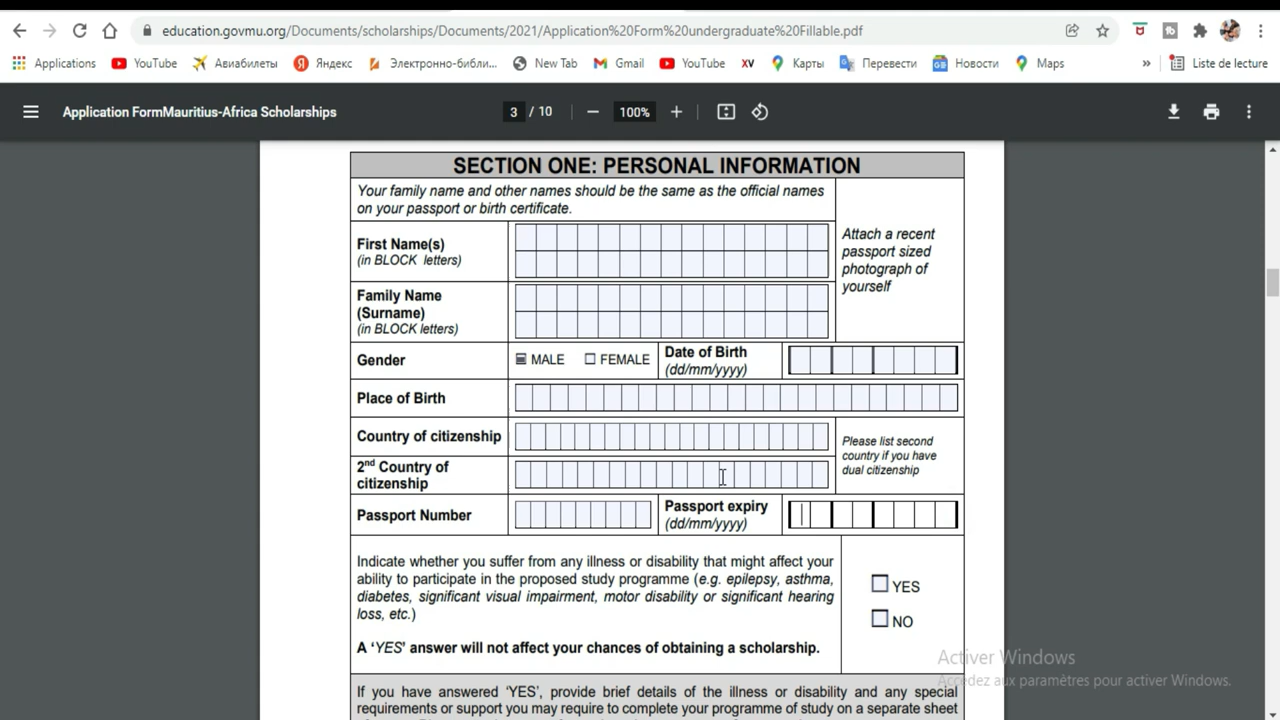 education.govmu.org/Documents/scholarships/Documents/2021/Application%20Form%20undergraduate%20Fillable.pdf
Applications YouTube Авиабилеты Яндекс Электронно-библи... New Tab Gmail YouTube XV Карты Перевести Новости Maps » Liste de lecture
Application FormMauritius-Africa Scholarships 3 / 10 100%
SECTION ONE: PERSONAL INFORMATION
Your family name and other names should be the same as the official names
on your passport or birth certificate.
Attach a recent
passport sized
photograph of
yourself
First Name(s)
(in BLOCK letters)
Family Name
(Surname)
(in BLOCK letters)
Gender MALE FEMALE Date of Birth
(dd/mm/yyyy)
Place of Birth
Country of citizenship
Please list second
country if you have
dual citizenship
2nd Country of
citizenship
Passport Number Passport expiry
(dd/mm/yyyy)
Indicate whether you suffer from any illness or disability that might affect your
ability to participate in the proposed study programme (e.g. epilepsy, asthma,
diabetes, significant visual impairment, motor disability or significant hearing
loss, etc.)
YES
NO
A ‘YES’ answer will not affect your chances of obtaining a scholarship.
Activer Windows
Accédez aux paramètres pour activer Windows.
If you have answered ‘YES’, provide brief details of the illness or disability and any special
requirements or support you may require to complete your programme of study on a separate sheet